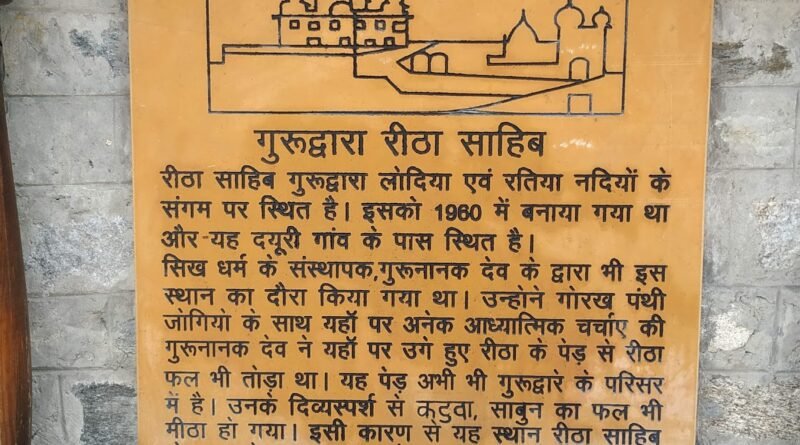 गुरूद्वारा रीठा साहिब
रीठा साहिब गुरूद्वारा लोदिया एवं रतिया नदियों के
संगम पर स्थित है। इसको 1960 में बनाया गया था
और यह दयूरी गांव के पास स्थित है।
सिख धर्म के संस्थापक,गुरूनानक देव के द्वारा भी इस
स्थान का दौरा किया गया था। उन्होने गोरख पंथी
जोगियो के साथ यहॉ पर अनेक आध्यात्मिक चर्चाए की
गुरूनानक देव ने यहॉ पर उगे हुए रीठा के पेड़ से रीठा
फल भी तोड़ा था। यह पेड़ अभी भी गुरूद्वारे के परिसर
में है। उनके दिव्यस्पर्श से कडुवा, साबुन का फल भी
मीठा हो गया। इसी कारण से यह स्थान रीठा साहिब